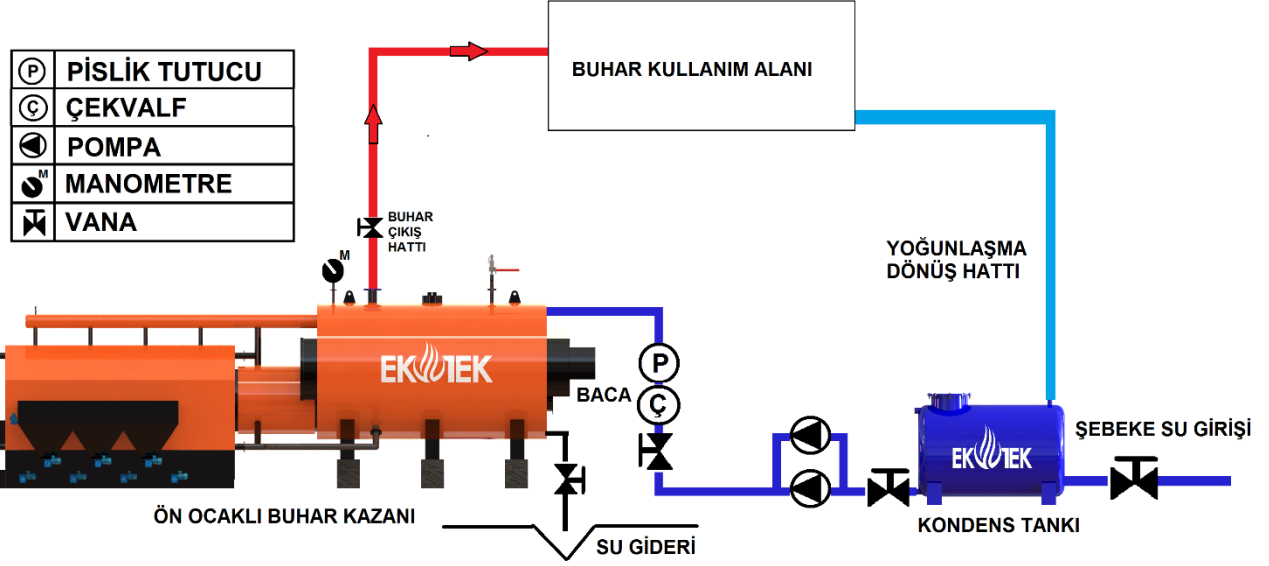 P PİSLİK TUTUCU
Ç ÇEKVALF
POMPA
M MANOMETRE
VANA
BUHAR KULLANIM ALANI
BUHAR
ÇIKIŞ
HATTI
M
YOĞUNLAŞMA
DÖNÜŞ HATTI
EKOTEK
BACA
P
Ç
ŞEBEKE SU GİRİŞİ
EKOTEK
KONDENS TANKI
ÖN OCAKLI BUHAR KAZANI
SU GİDERİ